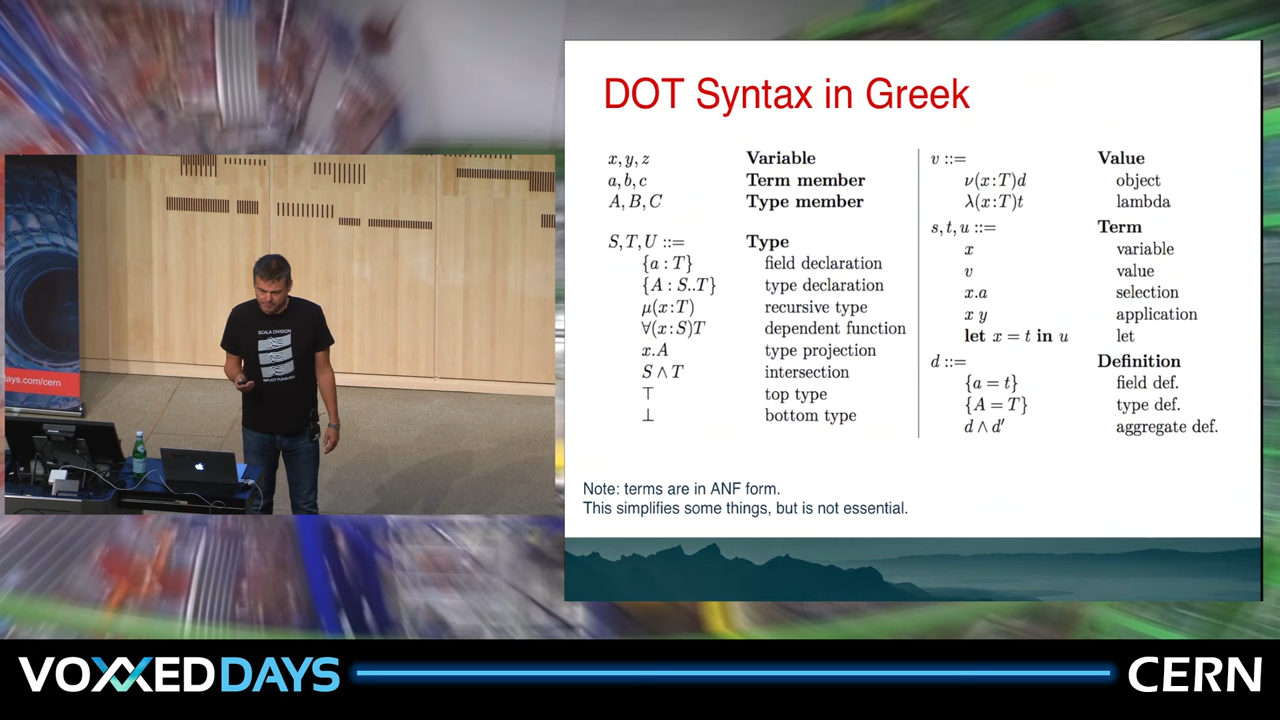 DOT Syntax in Greek
x, y, z Variable
a, b, c Term member
A, B, C Type member
S, T, U ::= Type
{a : T} field declaration
{A : S..T} type declaration
μ(x : T) recursive type
∀(x : S)T dependent function
x.A type projection
S ∧ T intersection
⊤ top type
⊥ bottom type
v ::= Value
ν(x : T)d object
λ(x : T)t lambda
s, t, u ::= Term
x variable
v value
x.a selection
x y application
let x = t in u let
d ::= Definition
{a = t} field def.
{A = T} type def.
d ∧ d′ aggregate def.
Note: terms are in ANF form.
This simplifies some things, but is not essential.
SCALA DIVISION
ays.com/cern
VOXXED DAYS
CERN